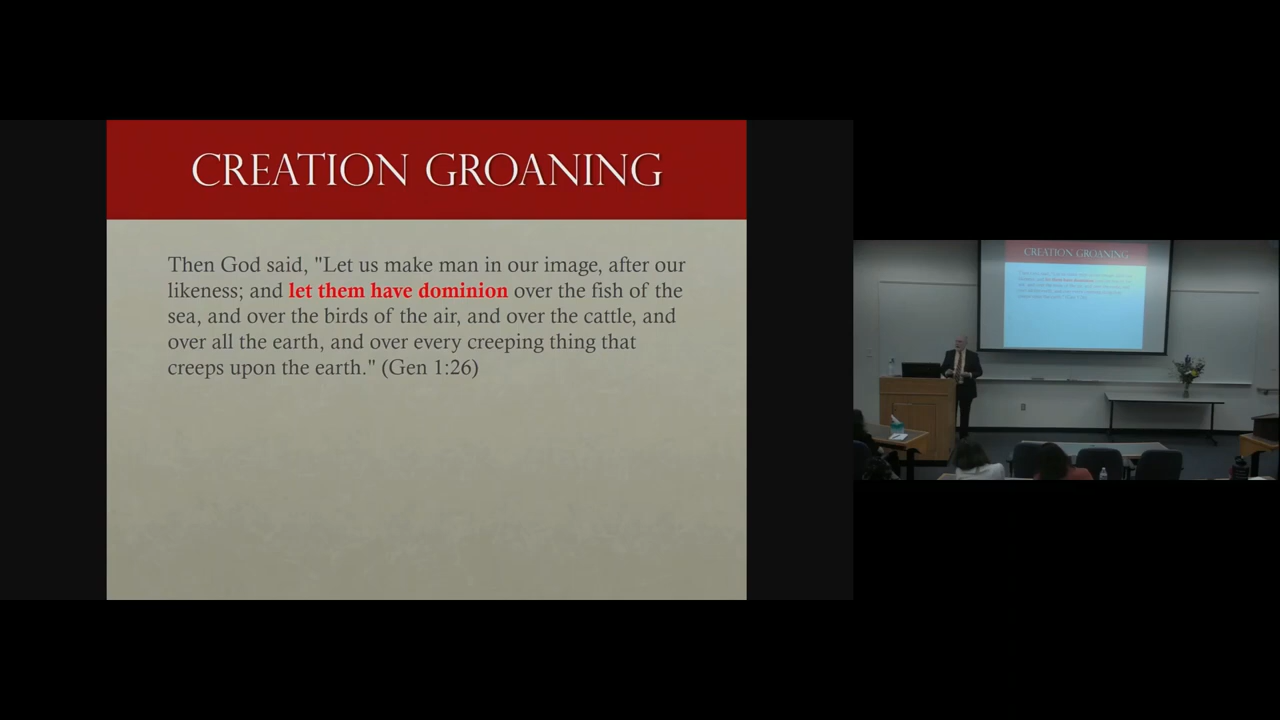 CREATION GROANING
Then God said, "Let us make man in our image, after our
likeness; and let them have dominion over the fish of the
sea, and over the birds of the air, and over the cattle, and
over all the earth, and over every creeping thing that
creeps upon the earth." (Gen 1:26)
CREATION GROANING